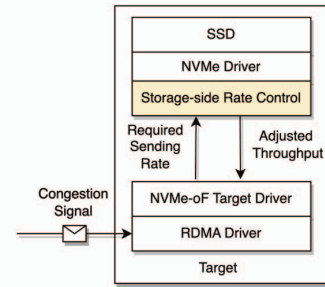 SSD
NVMe Driver
Storage-side Rate Control
Required
Sending
Rate
Adjusted
Throughput
Congestion
Signal
NVMe-oF Target Driver
RDMA Driver
Target